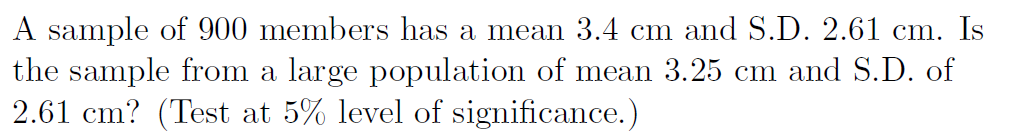 A sample of 900 members has a mean 3.4 cm and S.D. 2.61 cm. Is
the sample from a large population of mean 3.25 cm and S.D. of
2.61 cm? (Test at 5% level of significance.)